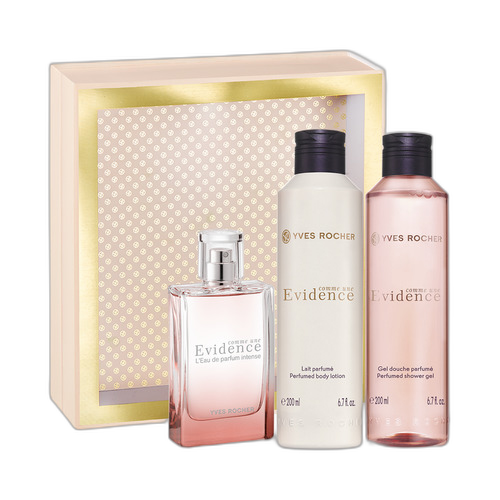 comme une
Evidence
L'Eau de parfum intense
YVES ROCHER
YVES ROCHER
comme une
Evidence
Lait parfumé
Perfumed body lotion
e 200 ml 6.7 fl. oz.
YVES ROCHER
comme une
Evidence
Gel douche parfumé
Perfumed shower gel
e 200 ml 6.7 fl. oz.